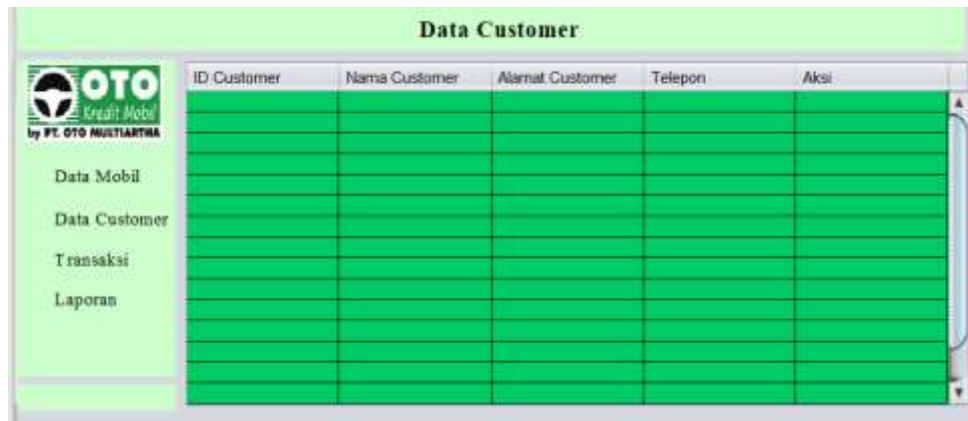 Data Customer
OTO
Kredit Mobil
by PT. OTO MULTIARTHA
ID Customer Nama Customer Alamat Customer Telepon Aksi
Data Mobil
Data Customer
Transaksi
Laporan